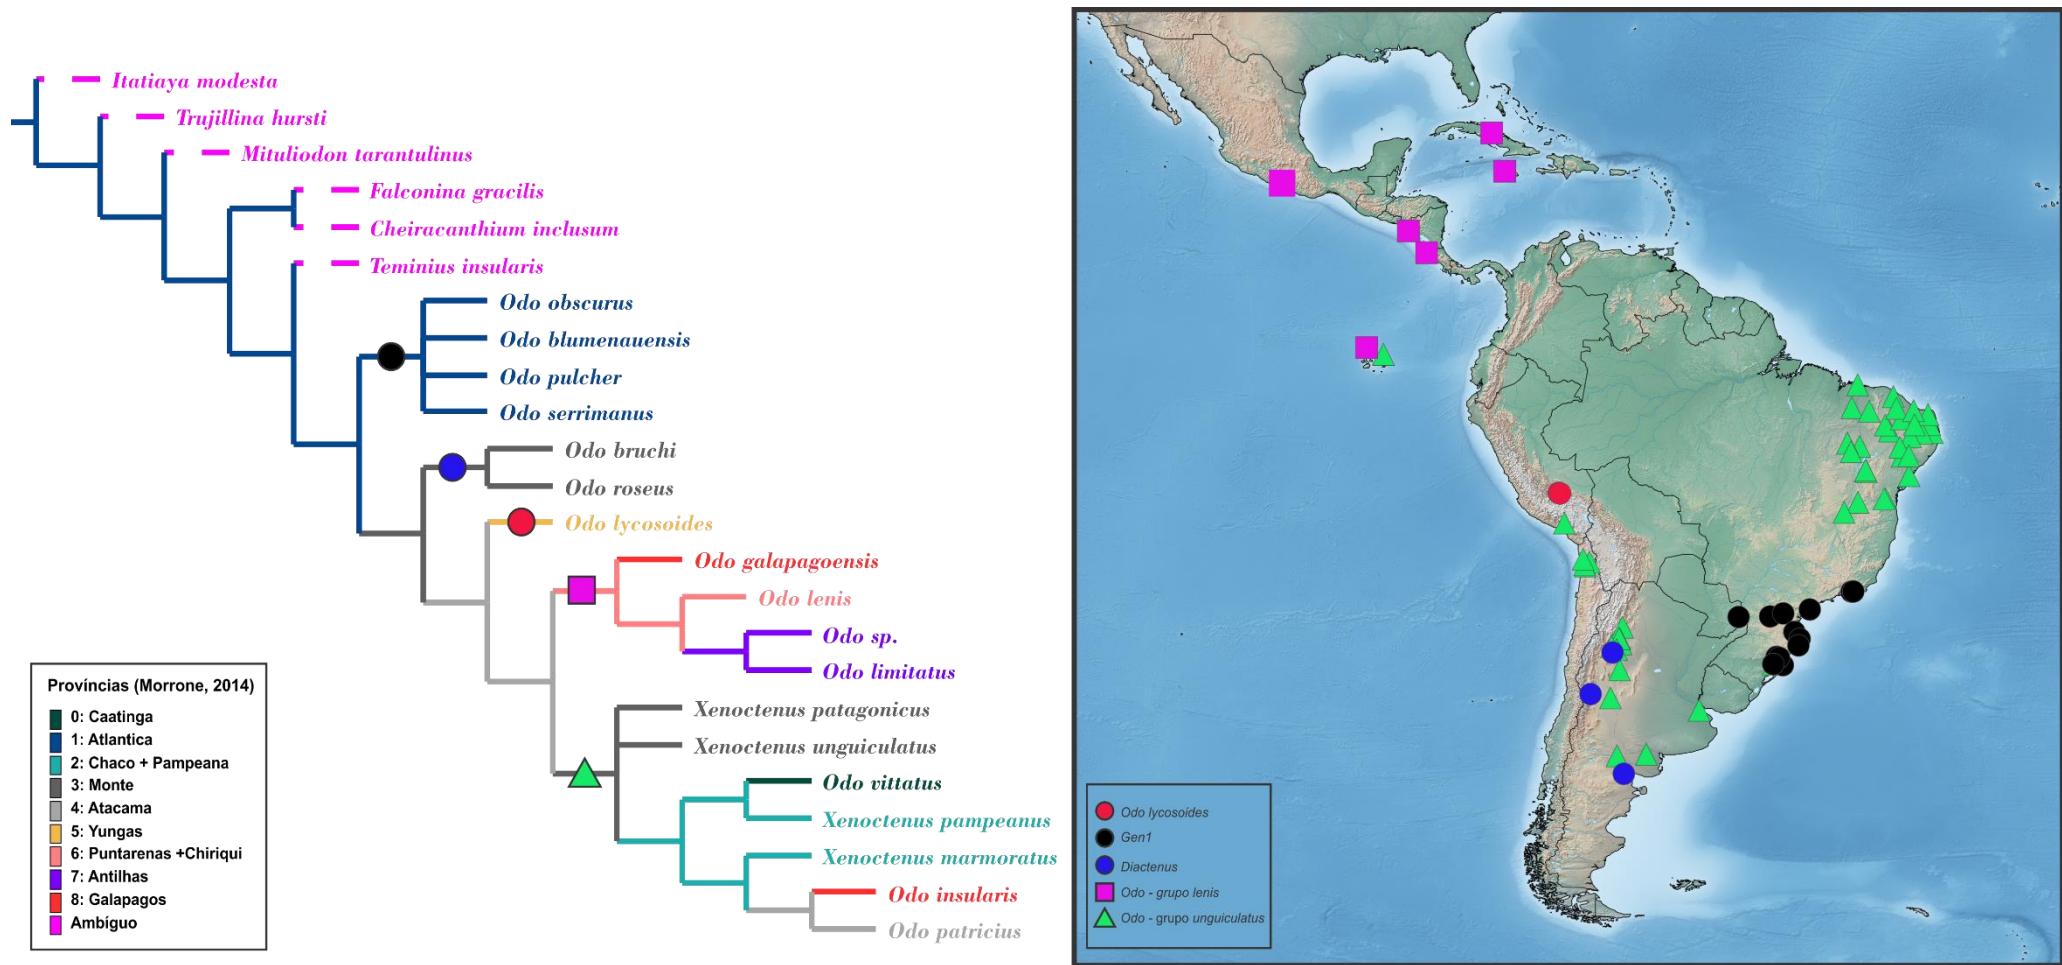 Itatiaya modesta
Trujillina hursti
Mituliodon tarantulinus
Falconina gracilis
Cheiracanthium inclusum
Teminius insularis
Odo obscurus
Odo blumenauensis
Odo pulcher
Odo serrimanus
Odo bruchi
Odo roseus
Odo lycosoides
Odo galapagoensis
Odo lenis
Odo sp.
Odo limitatus
Xenoctenus patagonicus
Xenoctenus unguiculatus
Odo vittatus
Xenoctenus pampeanus
Xenoctenus marmoratus
Odo insularis
Odo patricius
Províncias (Morrone, 2014)
0: Caatinga
1: Atlantica
2: Chaco + Pampeana
3: Monte
4: Atacama
5: Yungas
6: Puntarenas +Chiriqui
7: Antilhas
8: Galapagos
Ambíguo
Odo lycosoides
Gen1
Diactenus
Odo - grupo lenis
Odo - grupo unguiculatus